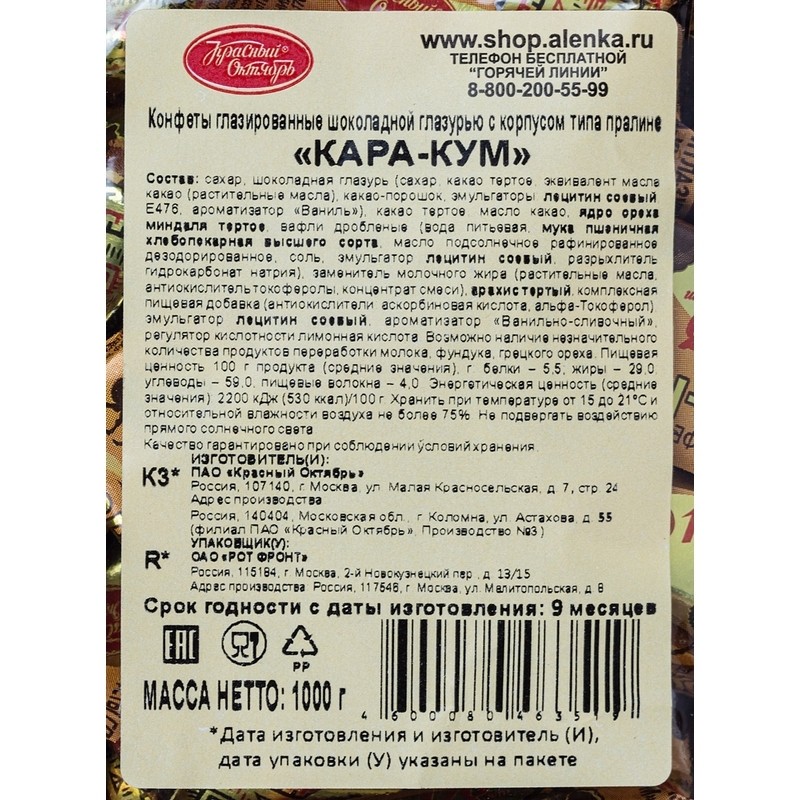 Красный Октябрь
www.shop.alenka.ru
ТЕЛЕФОН БЕСПЛАТНОЙ
"ГОРЯЧЕЙ ЛИНИИ"
8-800-200-55-99
Конфеты глазированные шоколадной глазурью с корпусом типа пралине
«КАРА-КУМ»
Состав: сахар, шоколадная глазурь (сахар, какао тертое, эквивалент масла
какао (растительные масла), какао-порошок, эмульгаторы: лецитин соевый,
Е476, ароматизатор «Ваниль»), какао тертое, масло какао, ядро ореха
миндаля тертое, вафли дробленые (вода питьевая, мука пшеничная
хлебопекарная высшего сорта, масло подсолнечное рафинированное
дезодорированное, соль, эмульгатор лецитин соевый, разрыхлитель
гидрокарбонат натрия), заменитель молочного жира (растительные масла,
антиокислитель токоферолы, концентрат смеси), арахис тертый, комплексная
пищевая добавка (антиокислители: аскорбиновая кислота, альфа-Токоферол),
эмульгатор лецитин соевый, ароматизатор «Ванильно-сливочный»,
регулятор кислотности лимонная кислота. Возможно наличие незначительного
количества продуктов переработки молока, фундука, грецкого ореха. Пищевая
ценность 100 г продукта (средние значения), г: белки – 5,5; жиры – 29,0;
углеводы – 59,0, пищевые волокна – 4,0. Энергетическая ценность (средние
значения): 2200 кДж (530 ккал)/100 г. Хранить при температуре от 15 до 21°С и
относительной влажности воздуха не более 75%. Не подвергать воздействию
прямого солнечного света.
Качество гарантировано при соблюдении условий хранения.
ИЗГОТОВИТЕЛЬ(И):
КЗ* ПАО «Красный Октябрь»
Россия, 107140, г. Москва, ул. Малая Красносельская, д. 7, стр. 24
Адрес производства:
Россия, 140404, Московская обл., г. Коломна, ул. Астахова, д. 55
(филиал ПАО «Красный Октябрь», Производство №3)
УПАКОВЩИК(У):
R* ОАО «РОТ ФРОНТ»
Россия, 115184, г. Москва, 2-й Новокузнецкий пер., д. 13/15
Адрес производства: Россия, 117546, г. Москва, ул. Мелитопольская, д. 8
Срок годности с даты изготовления: 9 месяцев
EAC
PP
МАССА НЕТТО: 1000 г
4600080463519
*Дата изготовления и изготовитель (И),
дата упаковки (У) указаны на пакете